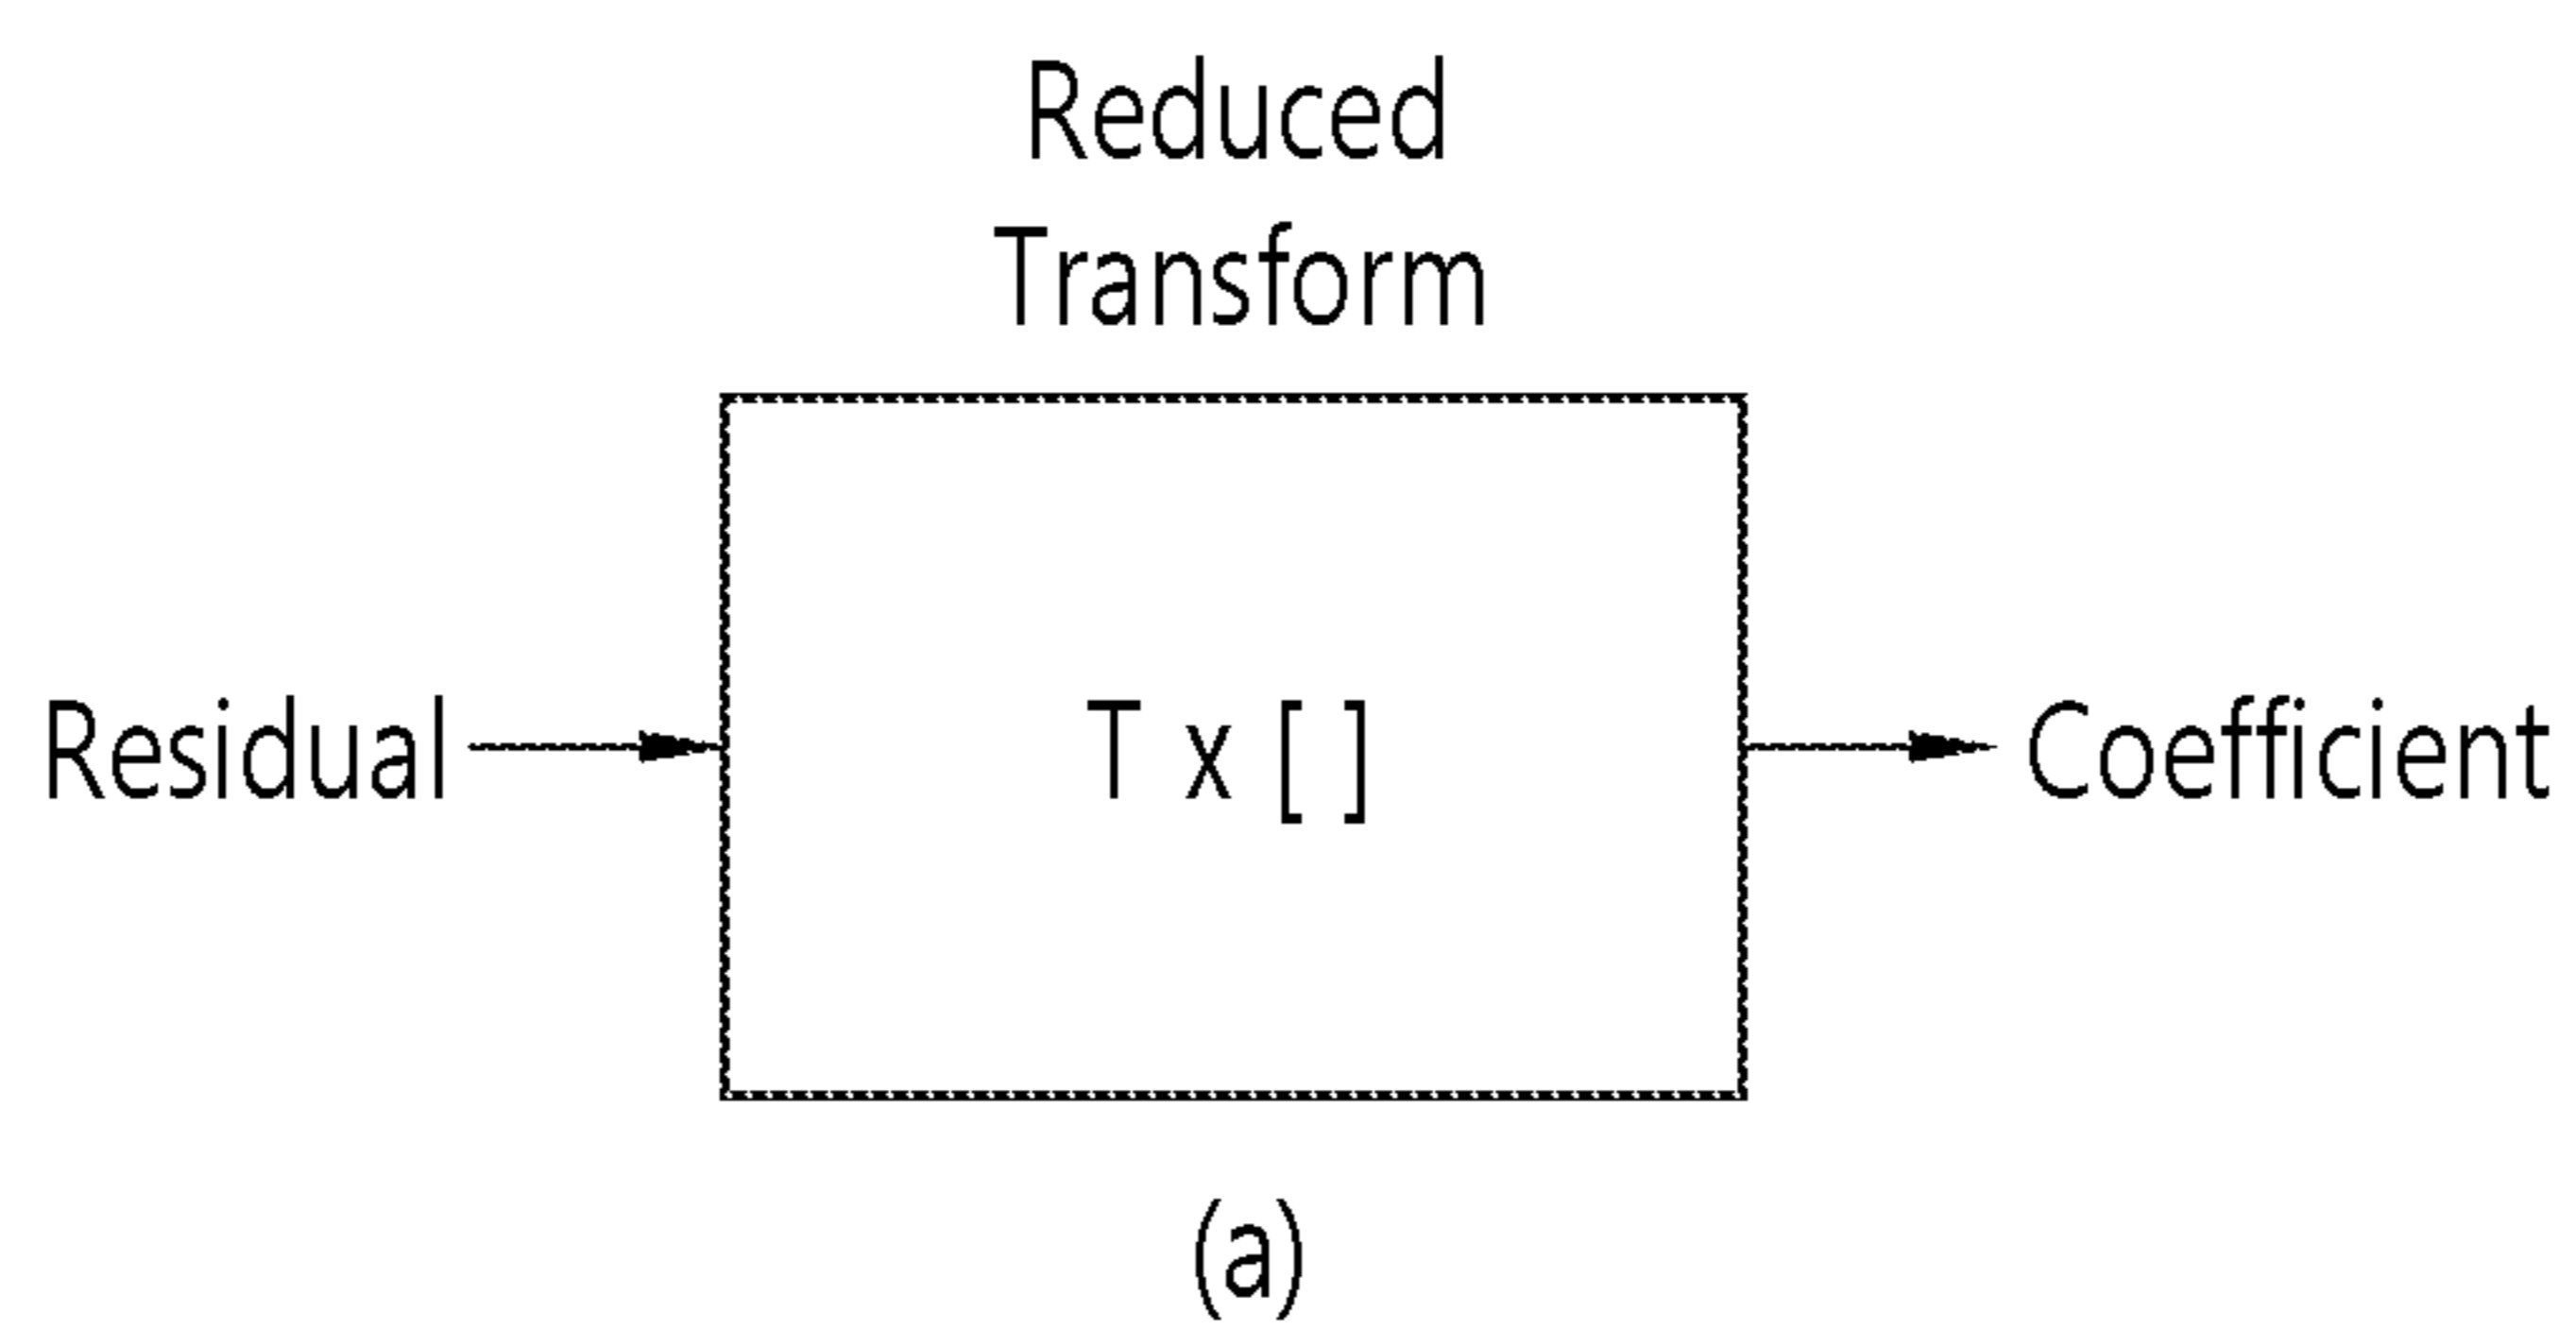 Reduced
Transform
Residual
T x [ ]
Coefficient
(a)